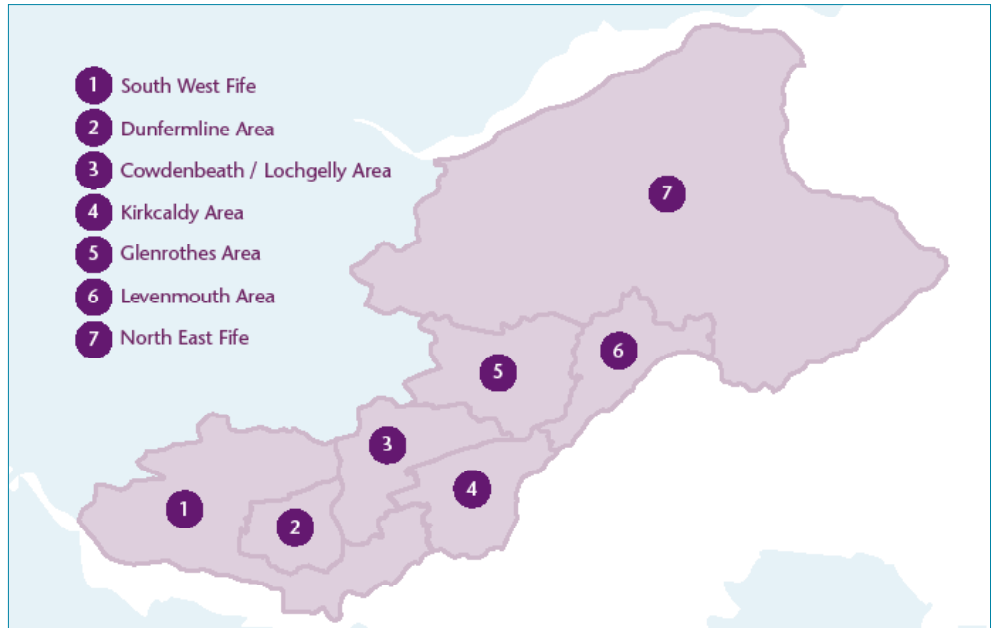 1 South West Fife
2 Dunfermline Area
3 Cowdenbeath / Lochgelly Area
4 Kirkcaldy Area
5 Glenrothes Area
6 Levenmouth Area
7 North East Fife
7
6
5
3
4
1
2